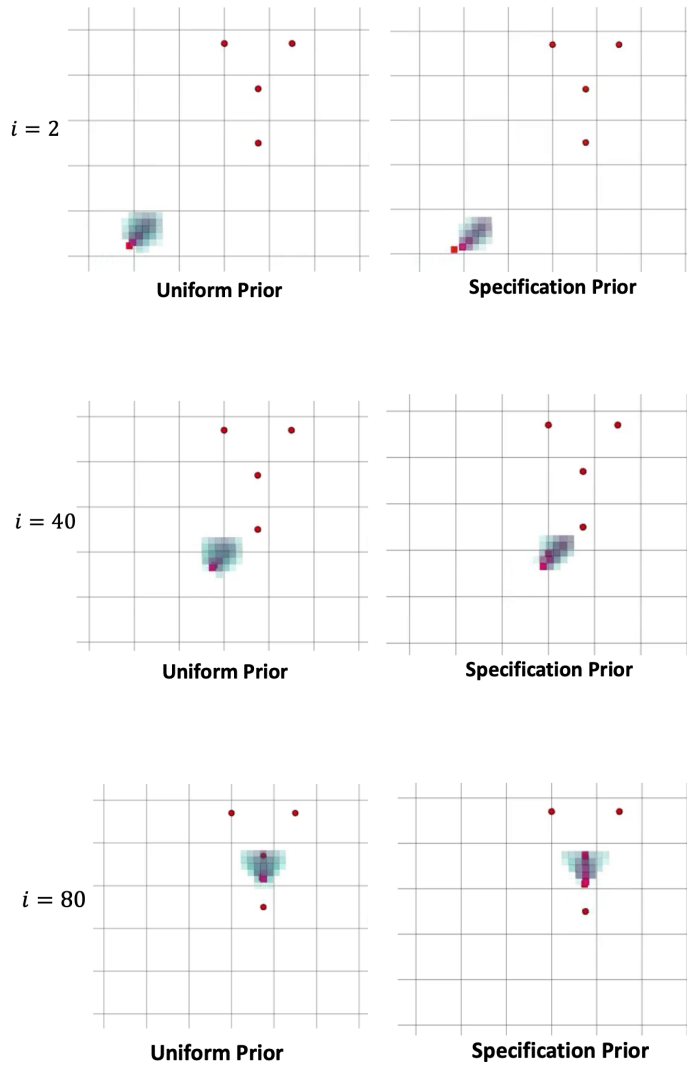 i = 2
Uniform Prior
Specification Prior
i = 40
Uniform Prior
Specification Prior
i = 80
Uniform Prior
Specification Prior